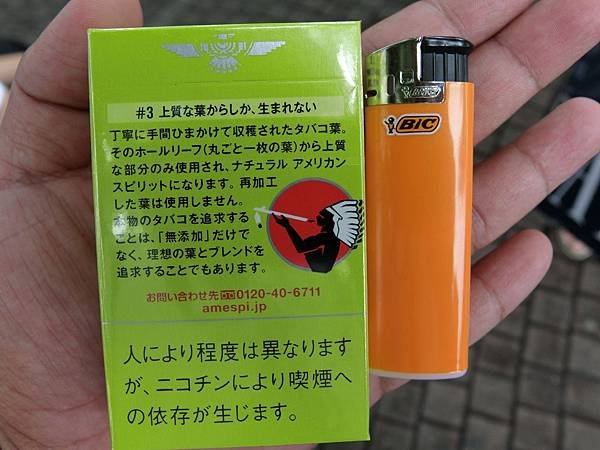 #3 上質な葉からしか、生まれない
丁寧に手間ひまかけて収穫されたタバコ葉。
そのホールリーフ(丸ごと一枚の葉)から上質
な部分のみ使用され、ナチュラル アメリカン
スピリットになります。再加工
した葉は使用しません。
本物のタバコを追求する
ことは、「無添加」だけで
なく、理想の葉とブレンドを
追求することでもあります。
お問い合わせ先 0120-40-6711
amespi.jp
人により程度は異なります
が、ニコチンにより喫煙へ
の依存が生じます。
BIC